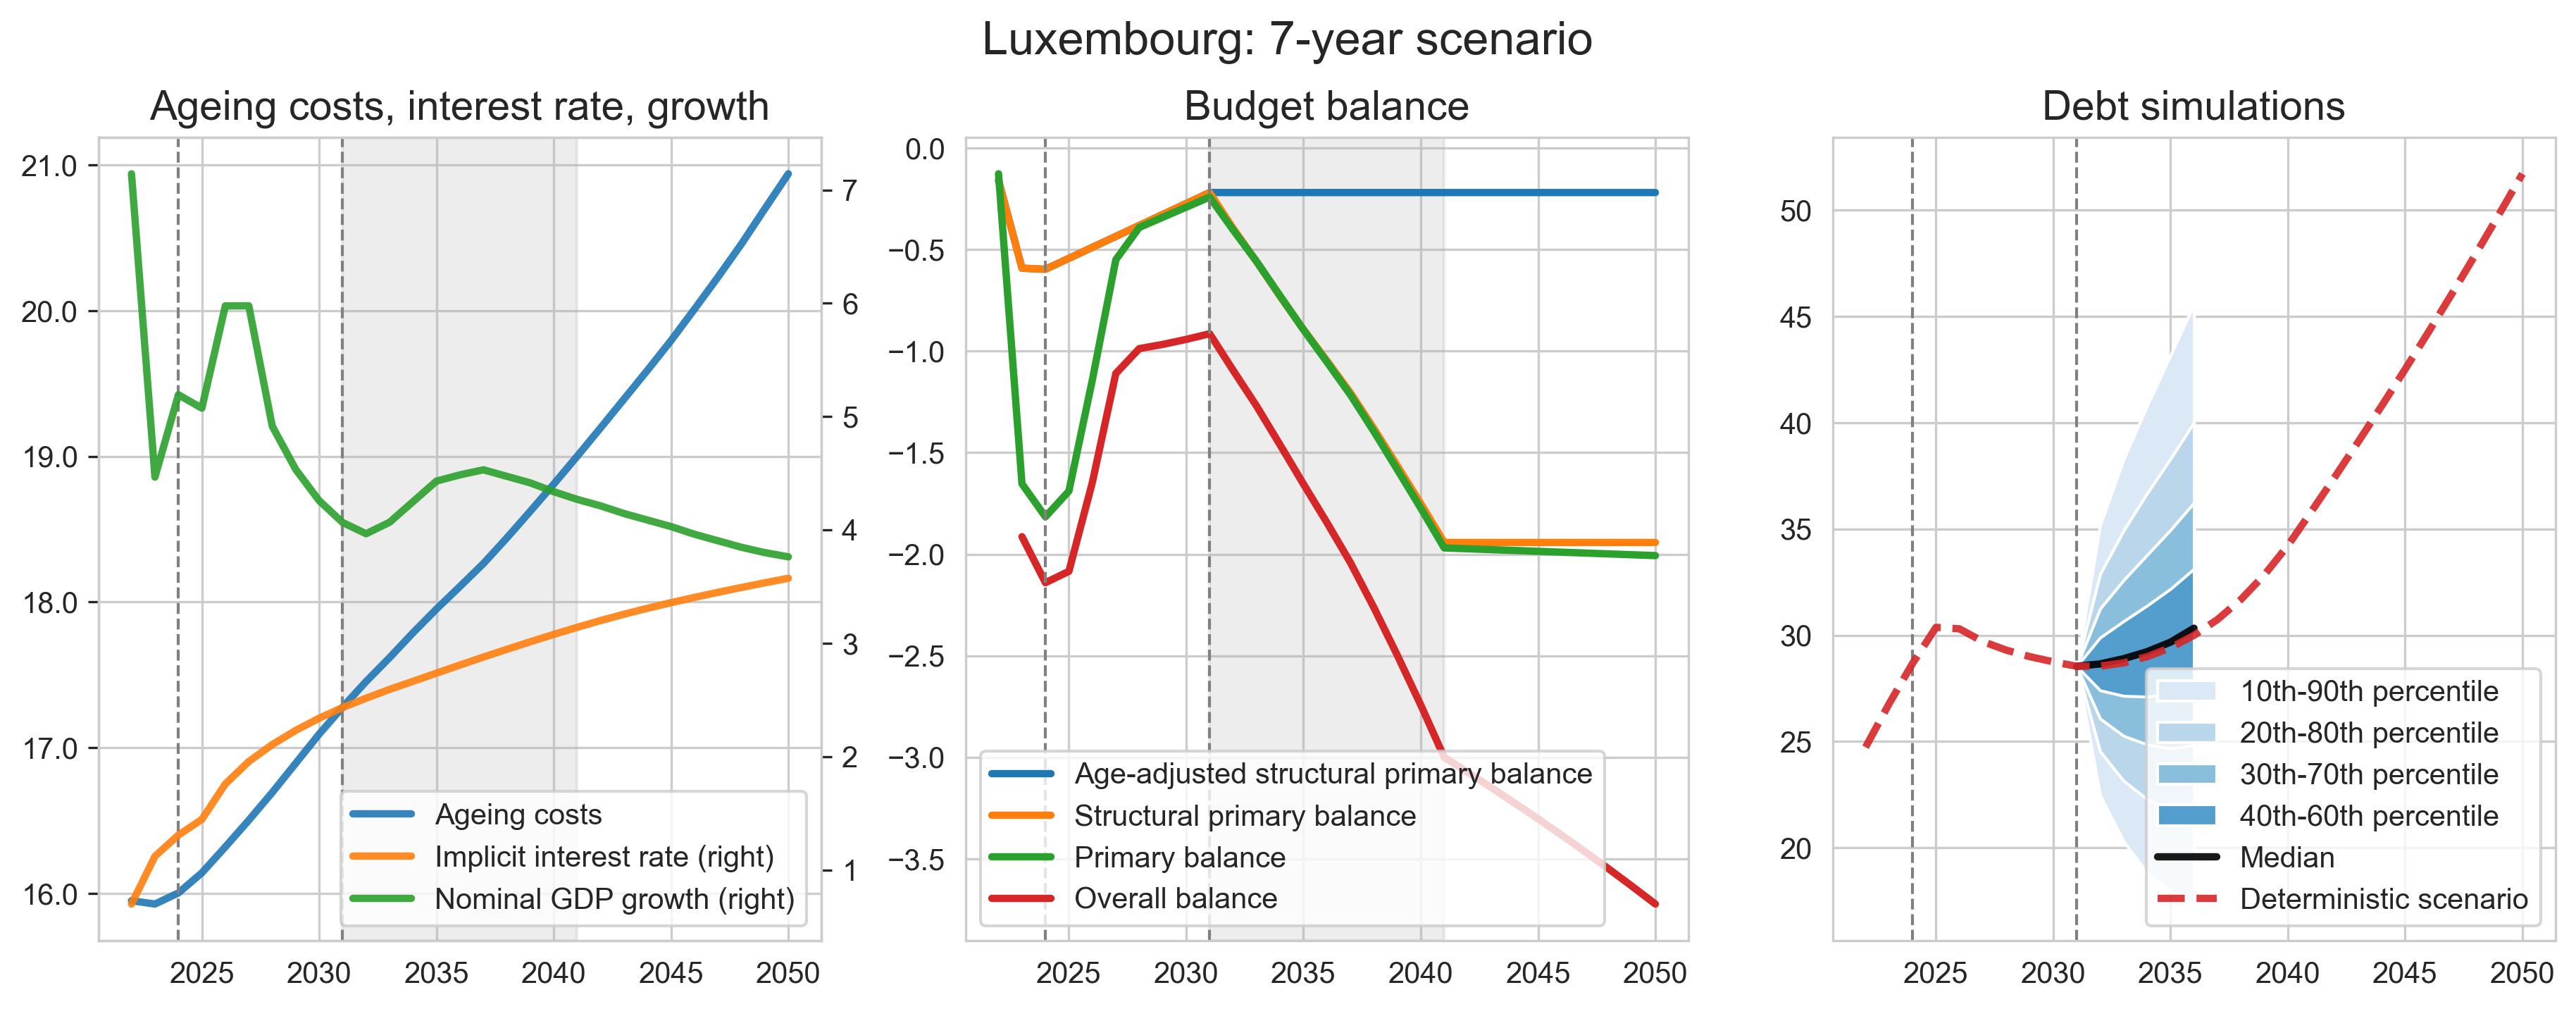 Luxembourg: 7-year scenario
Ageing costs, interest rate, growth
21.0
20.0
19.0
18.0
17.0
16.0
7
6
5
4
3
2
1
Ageing costs
Implicit interest rate (right)
Nominal GDP growth (right)
2025 2030 2035 2040 2045 2050
Budget balance
0.0
−0.5
−1.0
−1.5
−2.0
−2.5
−3.0
−3.5
Age-adjusted structural primary balance
Structural primary balance
Primary balance
Overall balance
2025 2030 2035 2040 2045 2050
Debt simulations
50
45
40
35
30
25
20
10th-90th percentile
20th-80th percentile
30th-70th percentile
40th-60th percentile
Median
Deterministic scenario
2025 2030 2035 2040 2045 2050